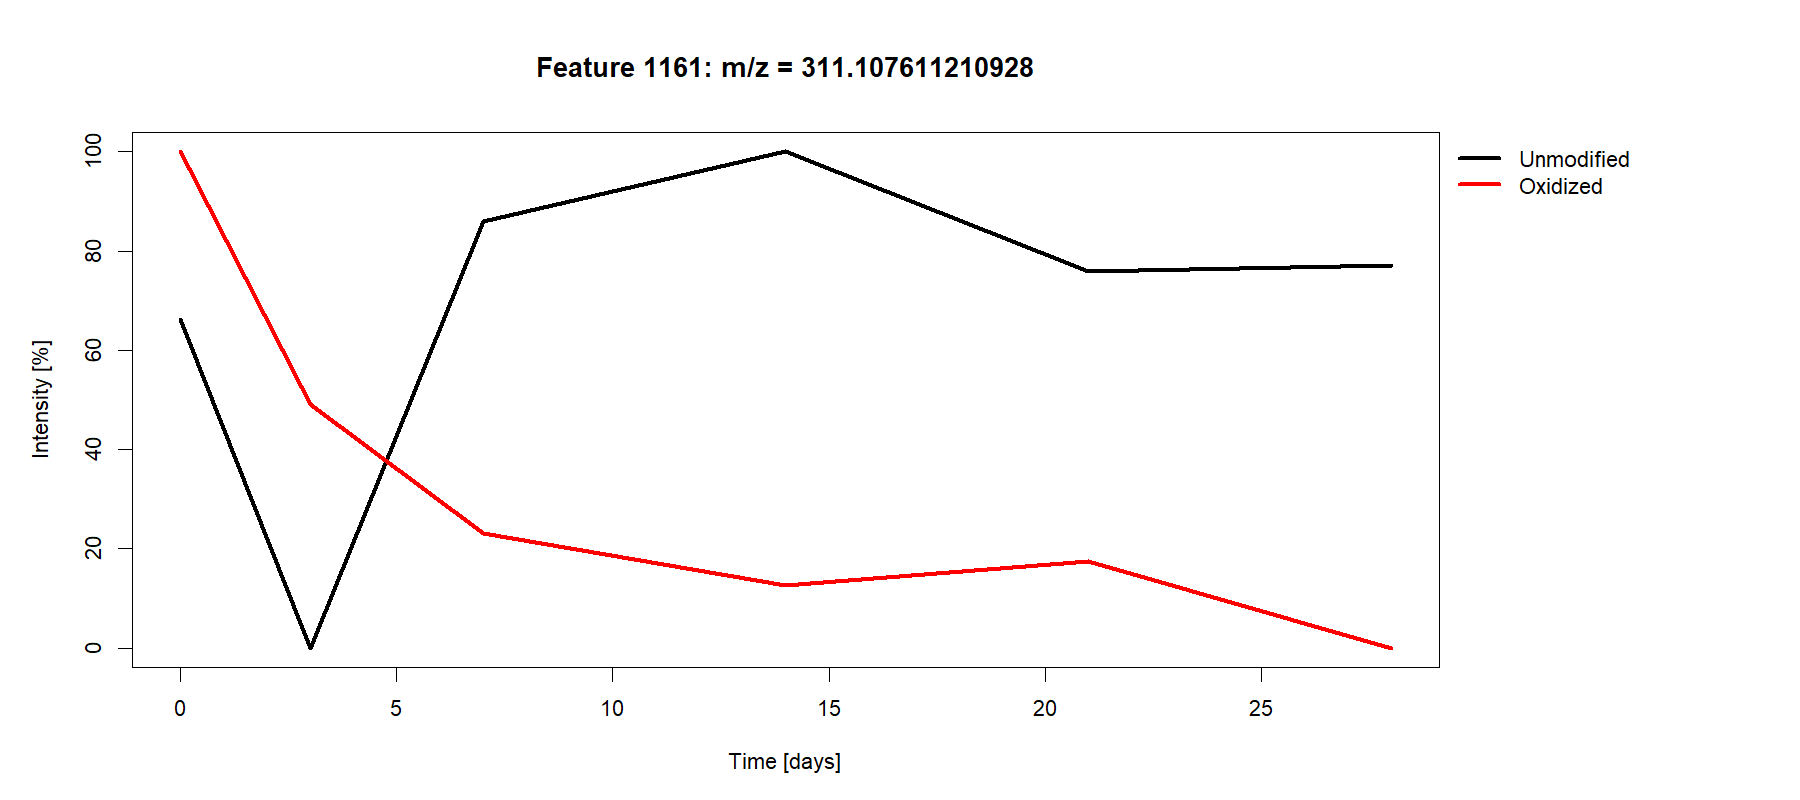 Feature 1161: m/z = 311.107611210928
Unmodified
Oxidized
Intensity [%]
100
80
60
40
20
0
0 5 10 15 20 25
Time [days]